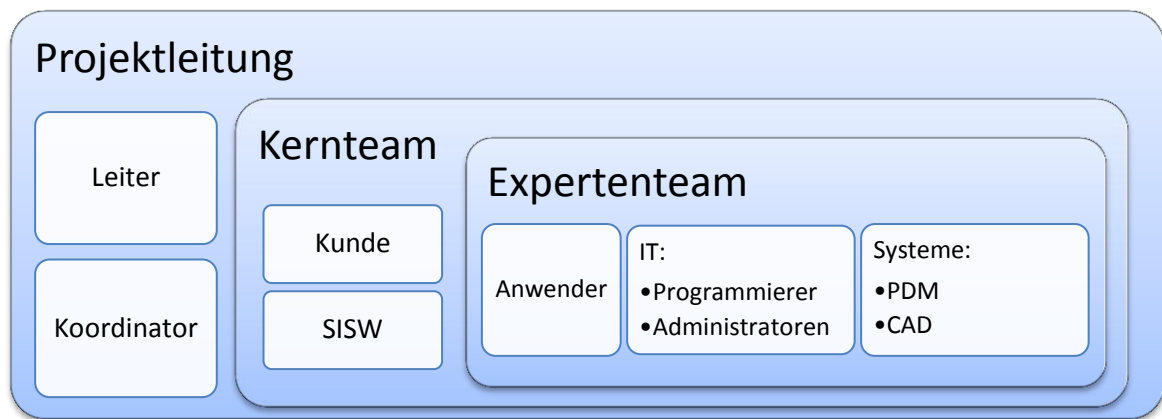 Projektleitung
Leiter
Koordinator
Kernteam
Kunde
SISW
Expertenteam
Anwender
IT:
•Programmierer
•Administratoren
Systeme:
•PDM
•CAD